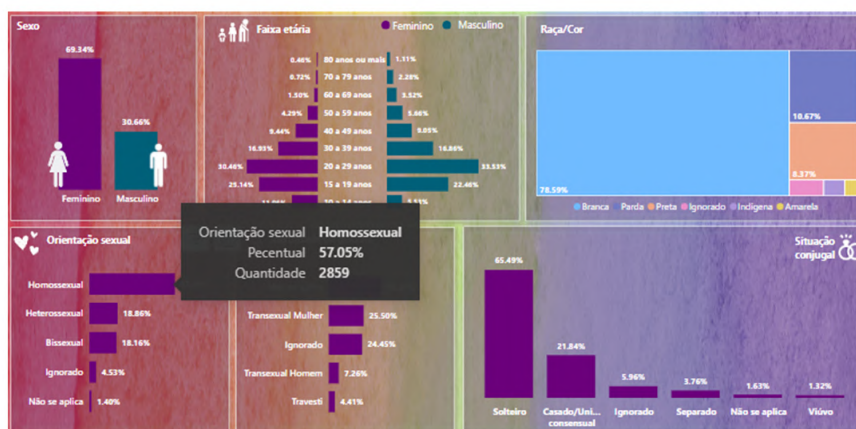 Sexo
69.34%
30.66%
Feminino
Masculino
Faixa etária
Feminino
Masculino
0.46% 80 anos ou mais 1.11%
0.72% 70 a 79 anos 2.28%
1.50% 60 a 69 anos 3.32%
4.29% 50 a 59 anos 5.66%
9.44% 40 a 49 anos 9.05%
16.93% 30 a 39 anos 16.86%
30.46% 20 a 29 anos 33.53%
23.14% 15 a 19 anos 22.46%
Raça/Cor
78.59%
10.67%
8.37%
Branca Parda Preta Ignorado Indígena Amarela
Orientação sexual
Homossexual
Heterossexual 18.86%
Bissexual 18.16%
Ignorado 4.53%
Não se aplica 1.40%
Orientação sexual Homossexual
Pecentual 57.05%
Quantidade 2859
Transexual Mulher 25.50%
Ignorado 24.45%
Transexual Homem 7.26%
Travesti 4.41%
Situação
conjugal
65.49%
21.84%
5.96%
3.76%
1.63%
1.32%
Solteiro
Casado/Uni...
consensual
Ignorado
Separado
Não se aplica
Viúvo